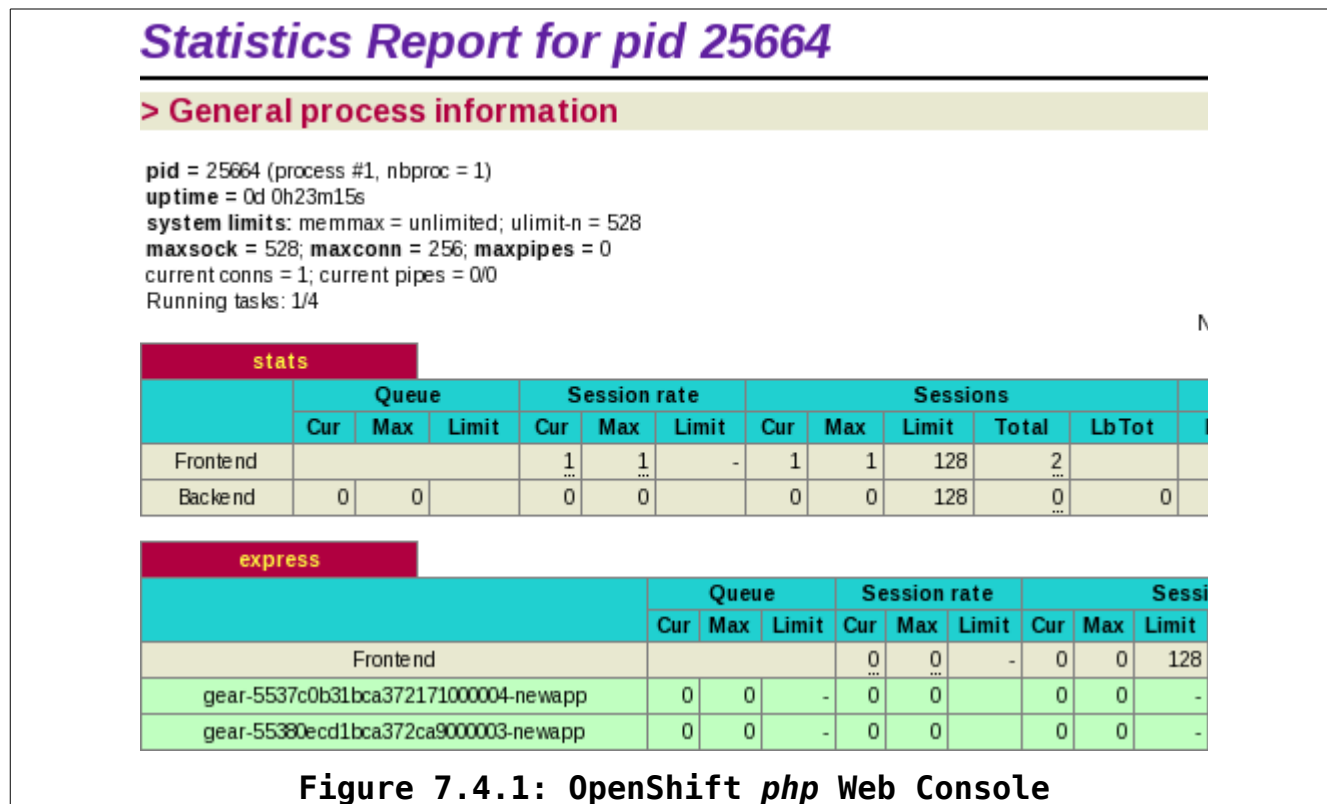 Statistics Report for pid 25664
> General process information
pid = 25664 (process #1, nbproc = 1)
uptime = 0d 0h23m15s
system limits: memmax = unlimited; ulimit-n = 528
maxsock = 528; maxconn = 256; maxpipes = 0
current conns = 1; current pipes = 0/0
Running tasks: 1/4
N
stats
Queue Session rate Sessions
Cur Max Limit Cur Max Limit Cur Max Limit Total LbTot
Frontend 1 1 - 1 1 128 2
Backend 0 0 0 0 0 0 128 0 0
express
Queue Session rate Sessi
Cur Max Limit Cur Max Limit Cur Max Limit
Frontend 0 0 - 0 0 128
gear-5537c0b31bca372171000004-newapp 0 0 - 0 0 0 0 -
gear-55380ecd1bca372ca9000003-newapp 0 0 - 0 0 0 0 -
Figure 7.4.1: OpenShift php Web Console